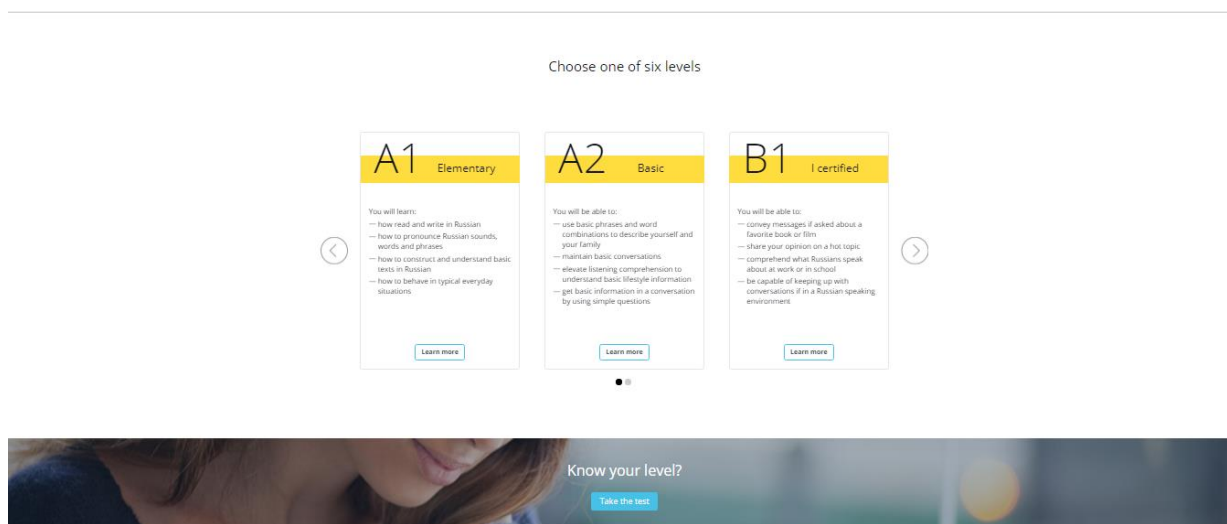 Choose one of six levels
A1 Elementary
You will learn:
— how read and write in Russian
— how to pronounce Russian sounds,
words and phrases
— how to construct and understand basic
texts in Russian
— how to behave in typical everyday
situations
Learn more
A2 Basic
You will be able to:
— use basic phrases and word
combinations to describe yourself and
your family
— maintain basic conversations
— elevate listening comprehension to
understand basic lifestyle information
— get basic information in a conversation
by using simple questions
Learn more
B1 I certified
You will be able to:
— convey messages if asked about a
favorite book or film
— share your opinion on a hot topic
— comprehend what Russians speak
about at work or in school
— be capable of keeping up with
conversations if in a Russian speaking
environment
Learn more
Know your level?
Take the test